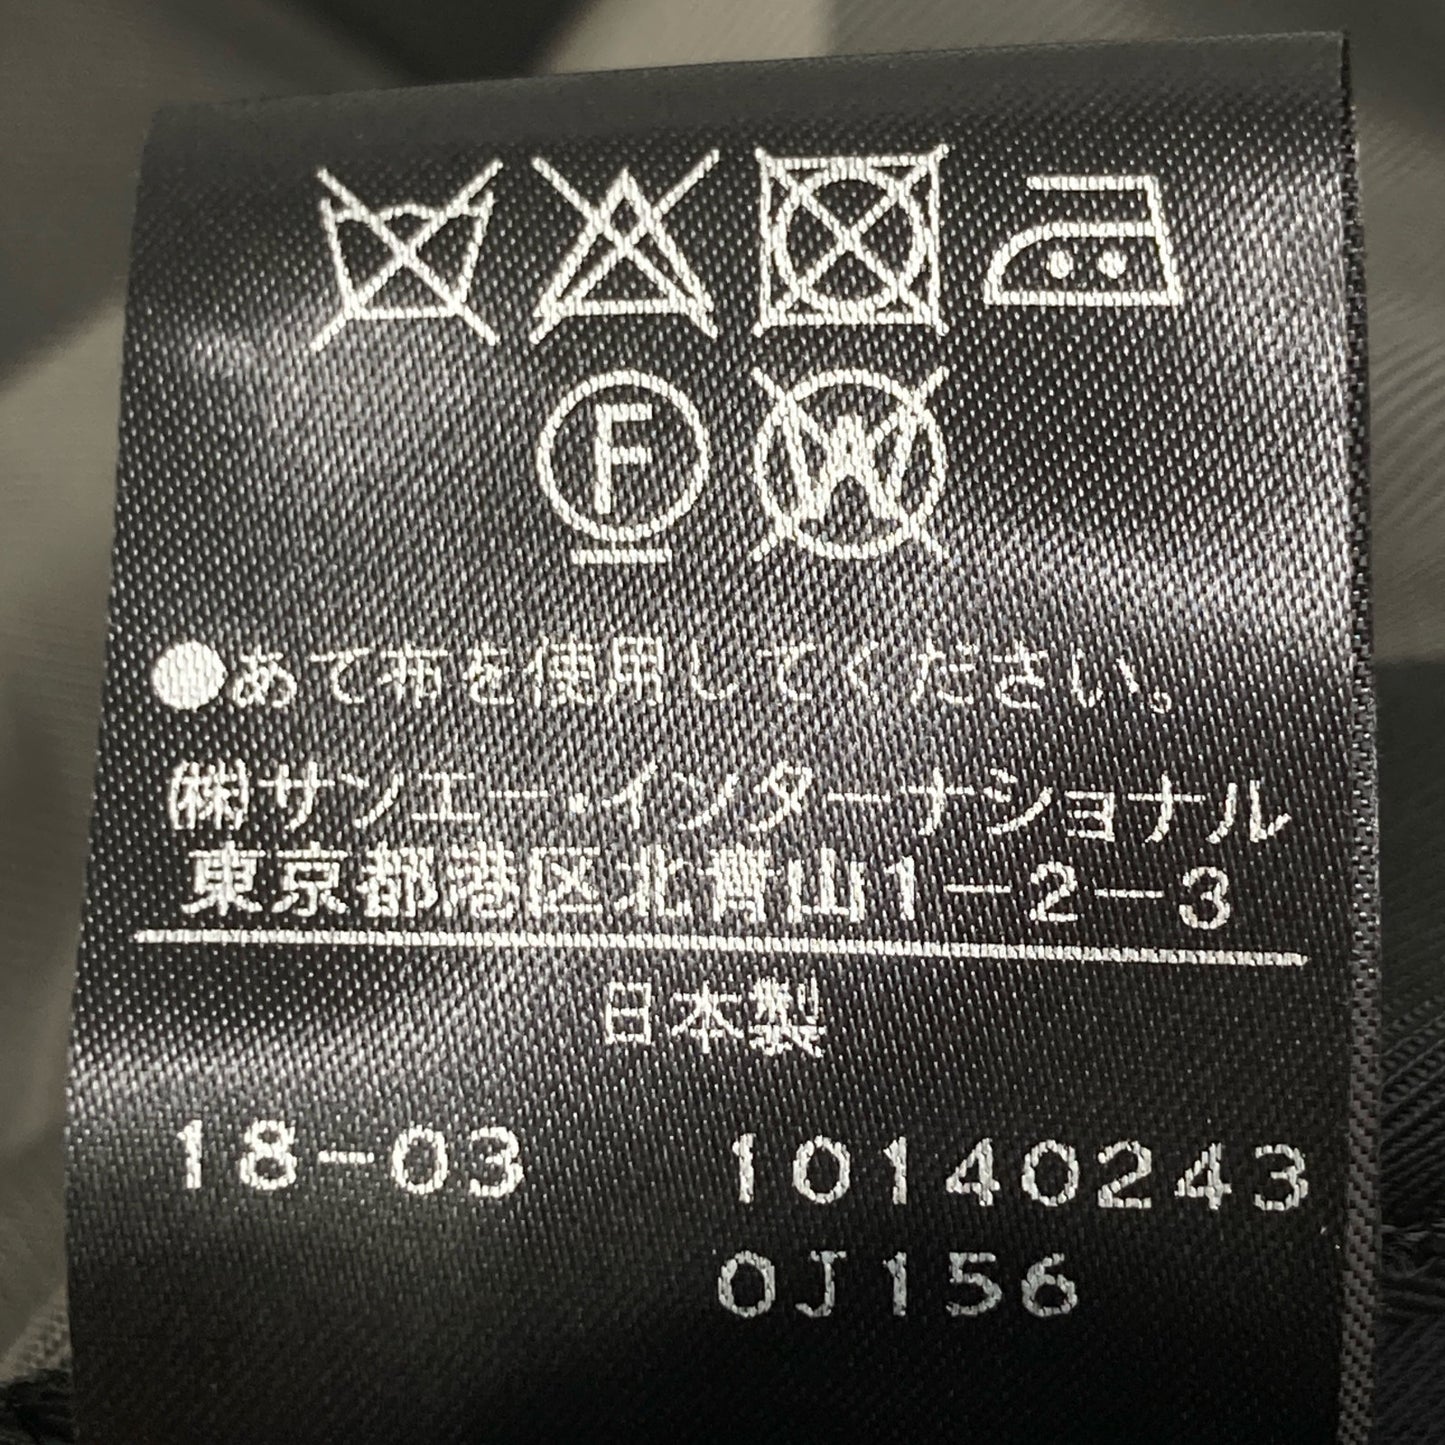 F W
●あて布を使用してください。
㈱サンエー・インターナショナル
東京都港区北青山1-2-3
日本製
18-03 10140243
0J156